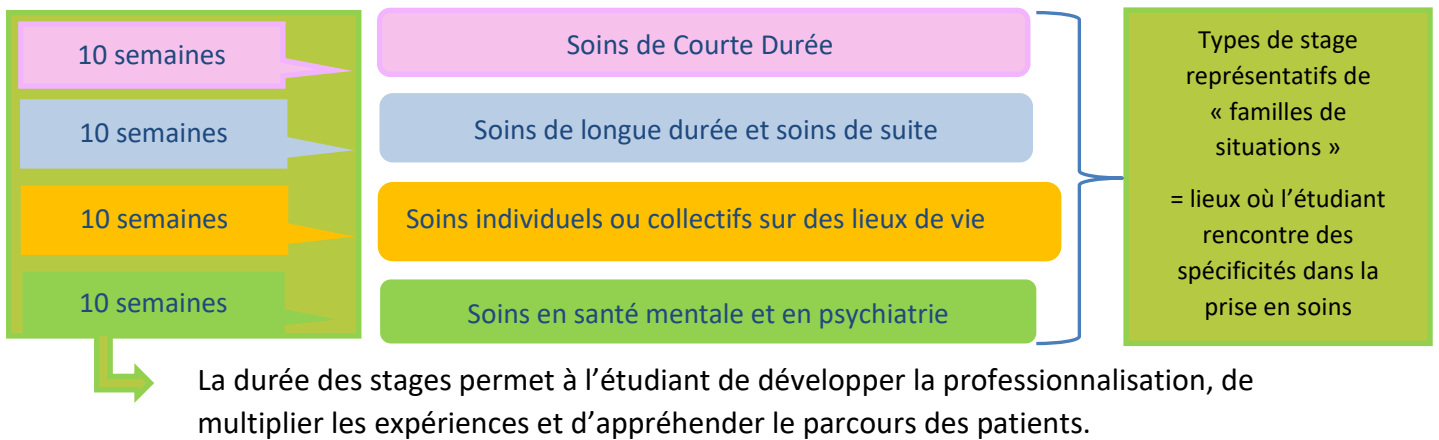 10 semaines
Soins de Courte Durée
10 semaines
Soins de longue durée et soins de suite
10 semaines
Soins individuels ou collectifs sur des lieux de vie
10 semaines
Soins en santé mentale et en psychiatrie
Types de stage
représentatifs de
« familles de
situations »
= lieux où l’étudiant
rencontre des
spécificités dans la
prise en soins
La durée des stages permet à l’étudiant de développer la professionnalisation, de
multiplier les expériences et d’appréhender le parcours des patients.